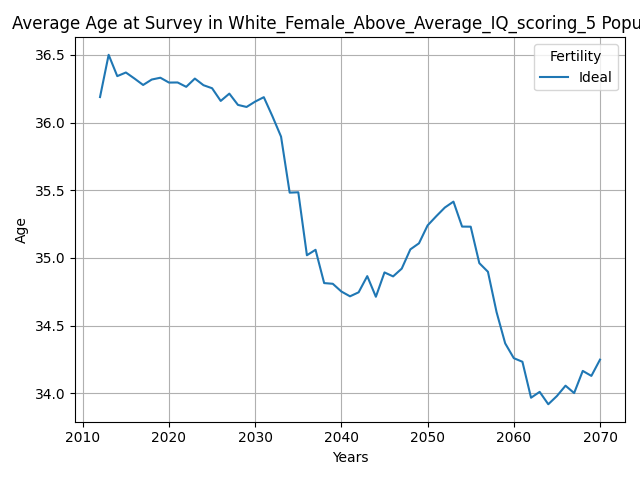 Average Age at Survey in White_Female_Above_Average_IQ_scoring_5 Popu
Fertility
Ideal
36.5
36.0
35.5
35.0
34.5
34.0
Age
2010 2020 2030 2040 2050 2060 2070
Years